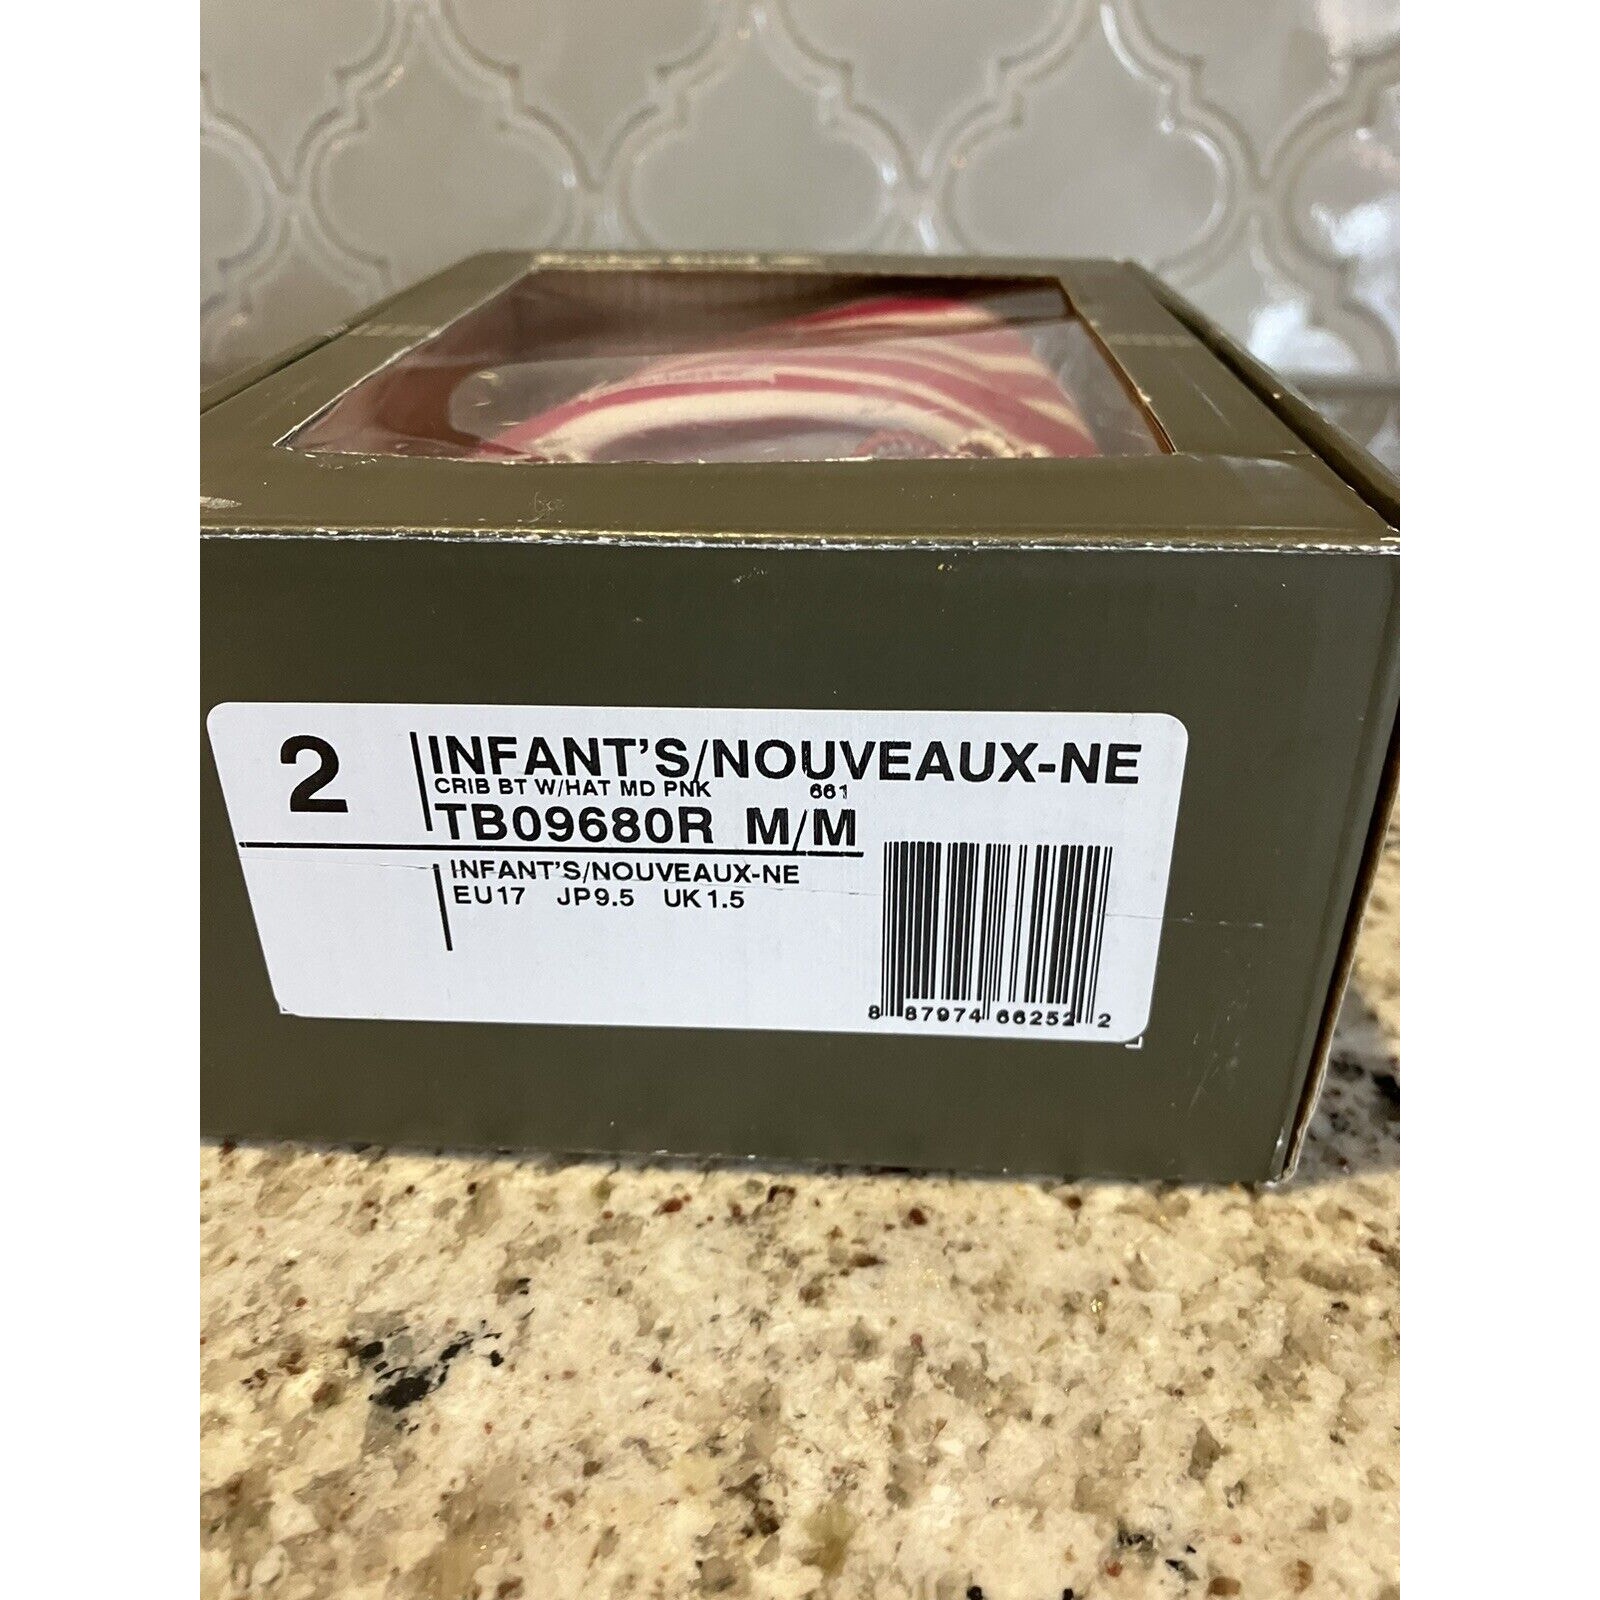 2
INFANT'S/NOUVEAUX-NE
CRIB BT W/HAT MD PNK 661
TB09680R M/M
INFANT'S/NOUVEAUX-NE
EU17 JP9.5 UK1.5
8 87974 66252 2